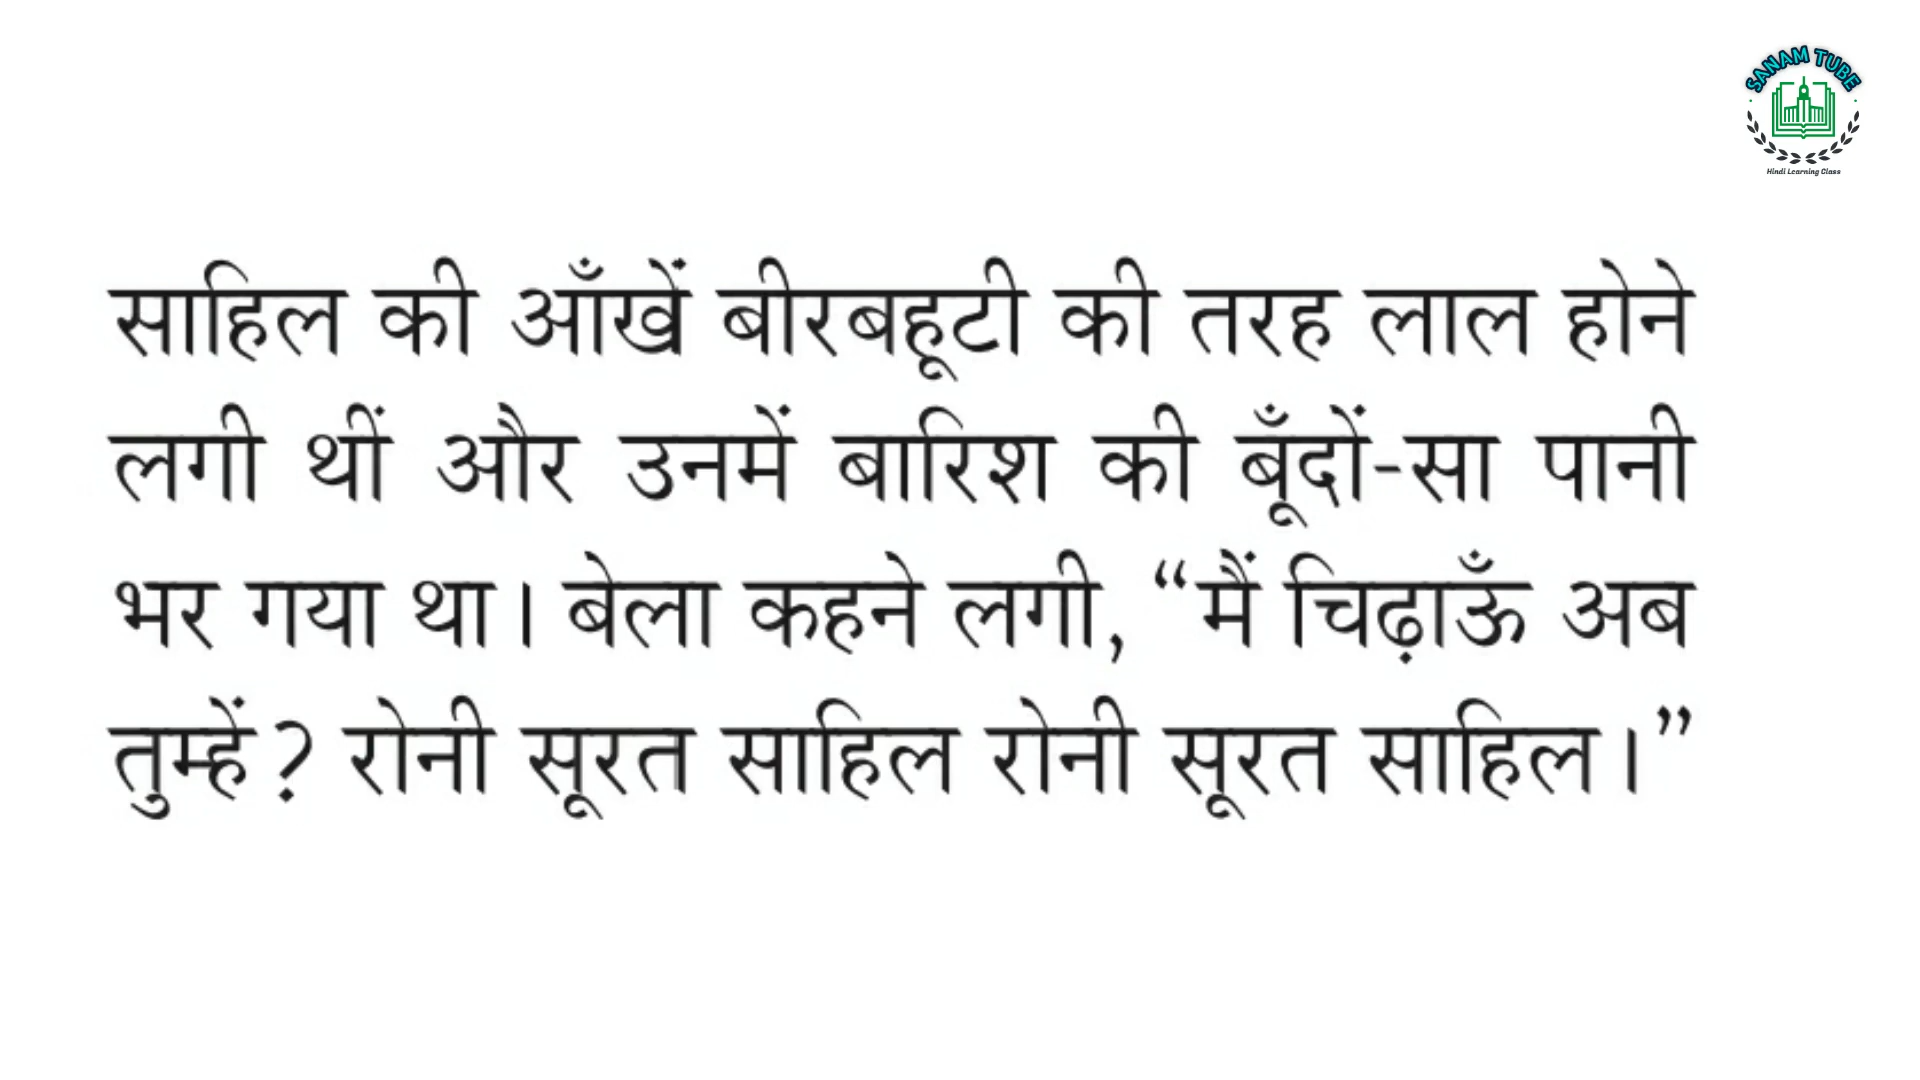 SANAM TUBE
Hindi Learning Class
साहिल की आँखें बीरबहूटी की तरह लाल होने
लगी थीं और उनमें बारिश की बूँदों-सा पानी
भर गया था। बेला कहने लगी, “मैं चिढ़ाऊँ अब
तुम्हें? रोनी सूरत साहिल रोनी सूरत साहिल।”